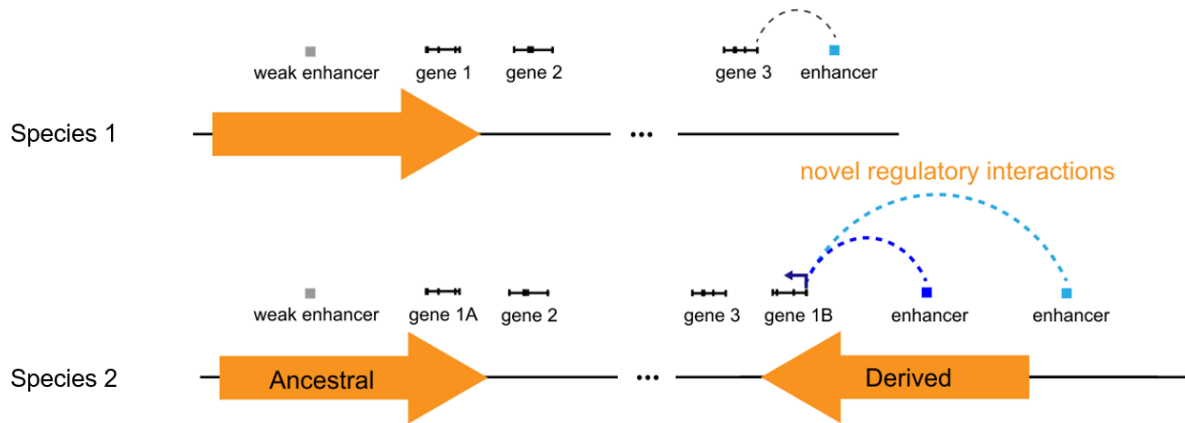 weak enhancer gene 1 gene 2 gene 3 enhancer
Species 1
...
novel regulatory interactions
weak enhancer gene 1A gene 2 gene 3 gene 1B enhancer enhancer
Species 2
Ancestral ... Derived